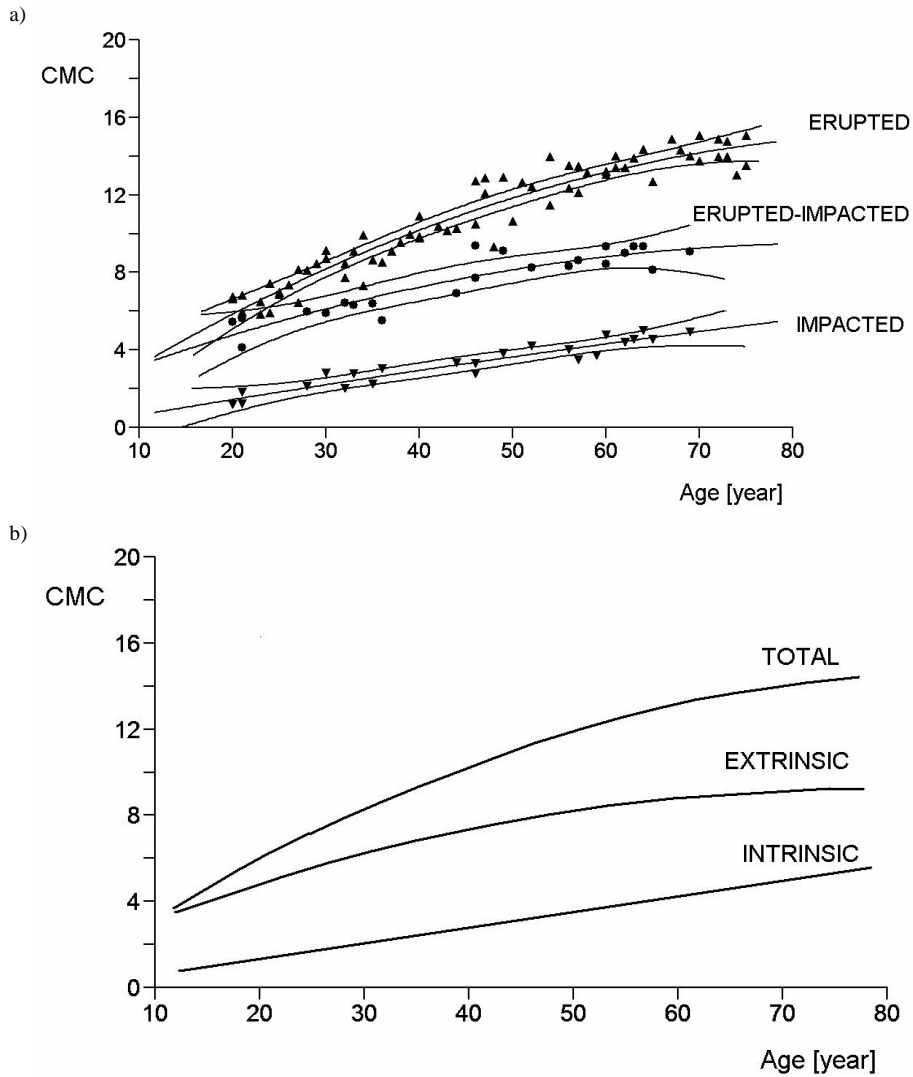 a)
20
CMC
16
ERUPTED
12
ERUPTED-IMPACTED
8
IMPACTED
4
0
10 20 30 40 50 60 70 80
Age [year]
b)
20
CMC
16
TOTAL
12
EXTRINSIC
8
INTRINSIC
4
0
10 20 30 40 50 60 70 80
Age [year]